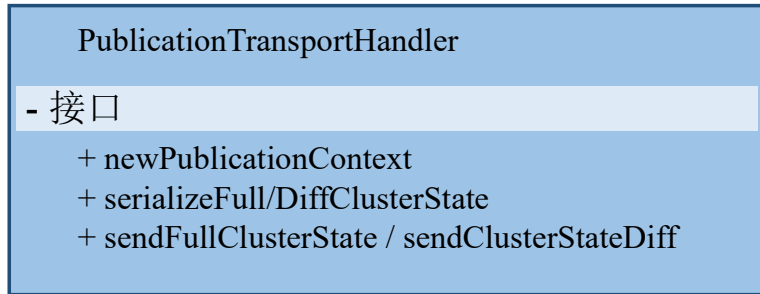 PublicationTransportHandler
- 接口
+ newPublicationContext
+ serializeFull/DiffClusterState
+ sendFullClusterState / sendClusterStateDiff